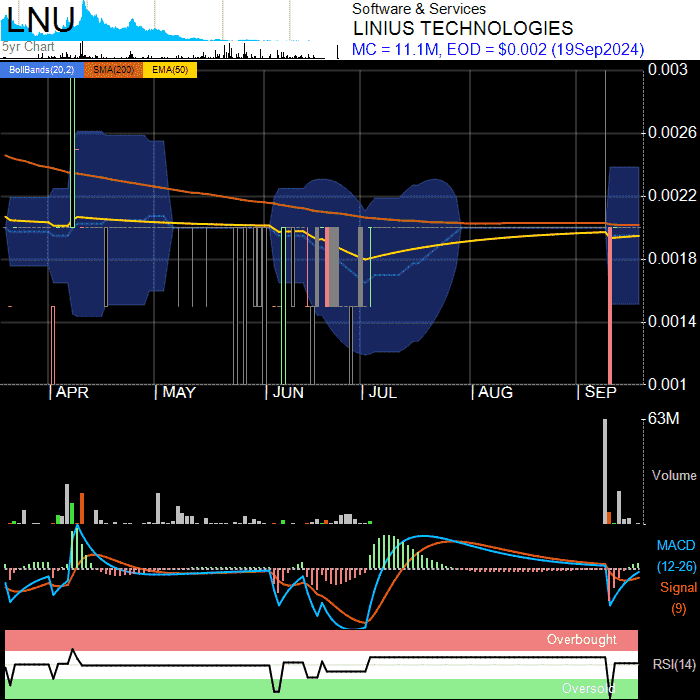 LNU
Software & Services
LINIUS TECHNOLOGIES
5yr Chart
MC = 11.1M, EOD = $0.002 (19Sep2024)
BollBands(20,2) SMA(200) EMA(50)
0.003
0.0026
0.0022
0.0018
0.0014
0.001
APR MAY JUN JUL AUG SEP
63M
Volume
MACD
(12-26)
Signal
(9)
Overbought
RSI(14)
Oversold